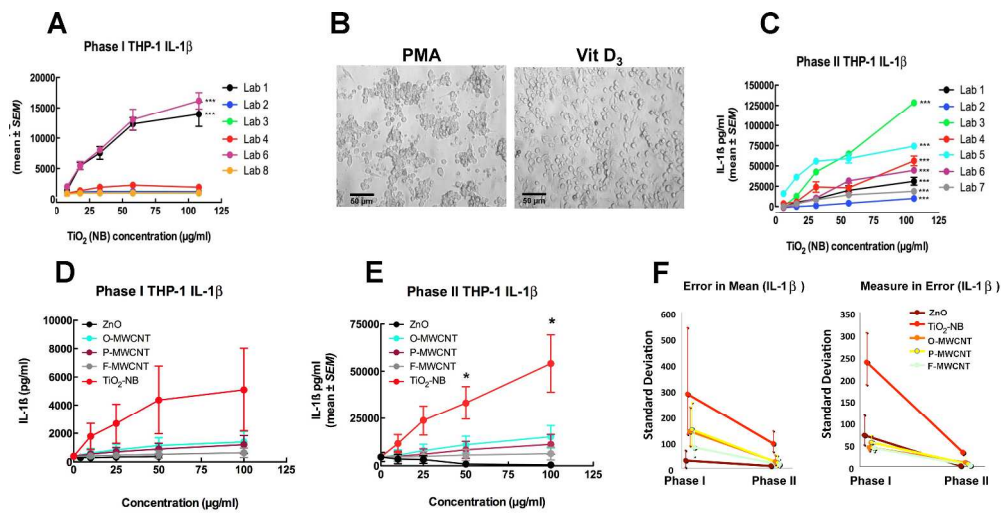 A
Phase I THP-1 IL-1β
20000
15000
10000
5000
0
0 25 50 75 100 125
(mean ± SEM)
TiO2 (NB) concentration (µg/ml)
***
***
Lab 1
Lab 2
Lab 3
Lab 4
Lab 6
Lab 8
B
PMA
Vit D3
50 µm
50 µm
C
Phase II THP-1 IL-1β
150000
125000
100000
75000
50000
25000
0
0 25 50 75 100 125
IL-1ß pg/ml
(mean ± SEM)
TiO2 (NB) concentration (µg/ml)
***
***
***
***
***
***
***
Lab 1
Lab 2
Lab 3
Lab 4
Lab 5
Lab 6
Lab 7
D
Phase I THP-1 IL-1β
10000
8000
6000
4000
2000
0
0 25 50 75 100 125
IL-1ß (pg/ml)
Concentration (µg/ml)
ZnO
O-MWCNT
P-MWCNT
F-MWCNT
TiO2-NB
E
Phase II THP-1 IL-1β
75000
50000
25000
0
0 25 50 75 100 125
IL-1ß pg/ml
(mean ± SEM)
Concentration (µg/ml)
*
*
ZnO
O-MWCNT
P-MWCNT
F-MWCNT
TiO2-NB
F
Error in Mean (IL-1β )
600
500
400
300
200
100
0
Standard Deviation
Phase I Phase II
Measure in Error (IL-1β )
350
300
250
200
150
100
50
0
Standard Deviation
Phase I Phase II
ZnO
TiO2-NB
O-MWCNT
P-MWCNT
F-MWCNT